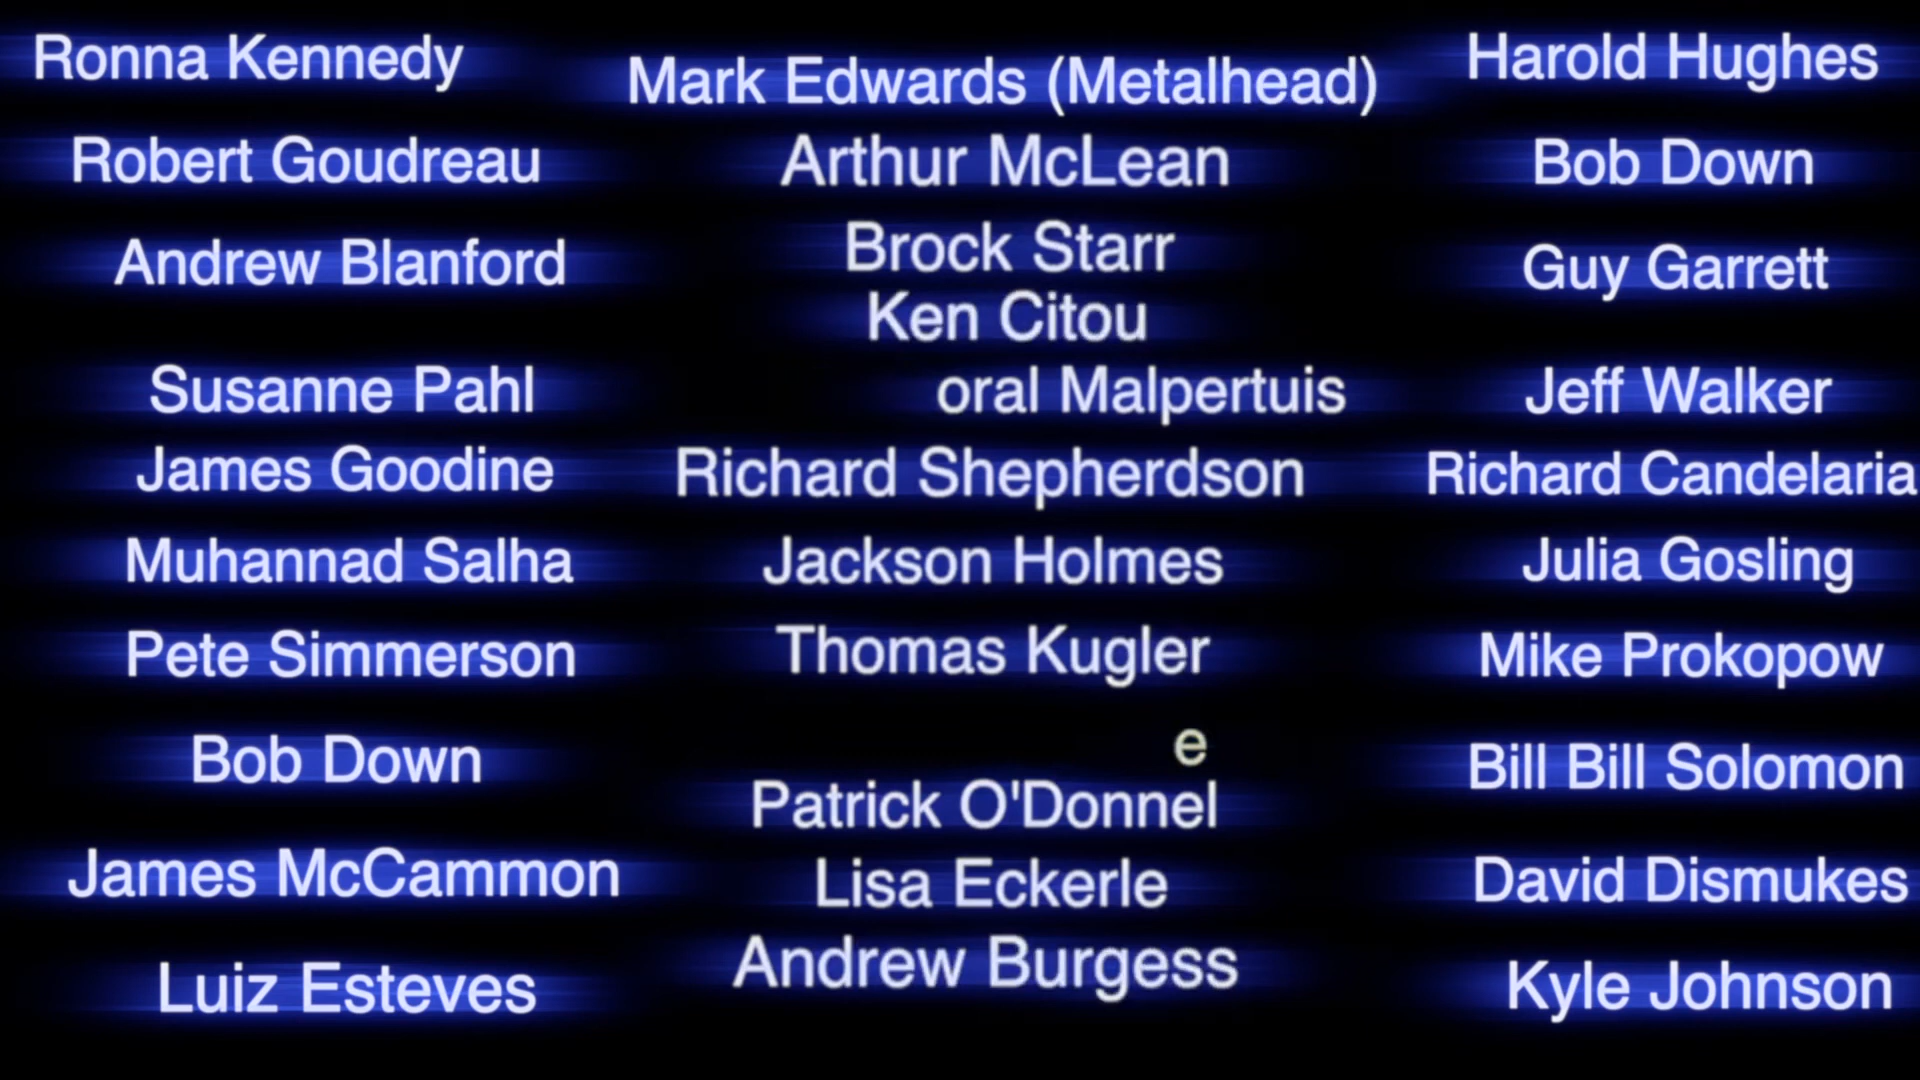 Ronna Kennedy
Robert Goudreau
Andrew Blanford
Susanne Pahl
James Goodine
Muhannad Salha
Pete Simmerson
Bob Down
James McCammon
Luiz Esteves
Mark Edwards (Metalhead)
Arthur McLean
Brock Starr
Ken Citou
oral Malpertuis
Richard Shepherdson
Jackson Holmes
Thomas Kugler
e
Patrick O'Donnel
Lisa Eckerle
Andrew Burgess
Harold Hughes
Bob Down
Guy Garrett
Jeff Walker
Richard Candelaria
Julia Gosling
Mike Prokopow
Bill Bill Solomon
David Dismukes
Kyle Johnson